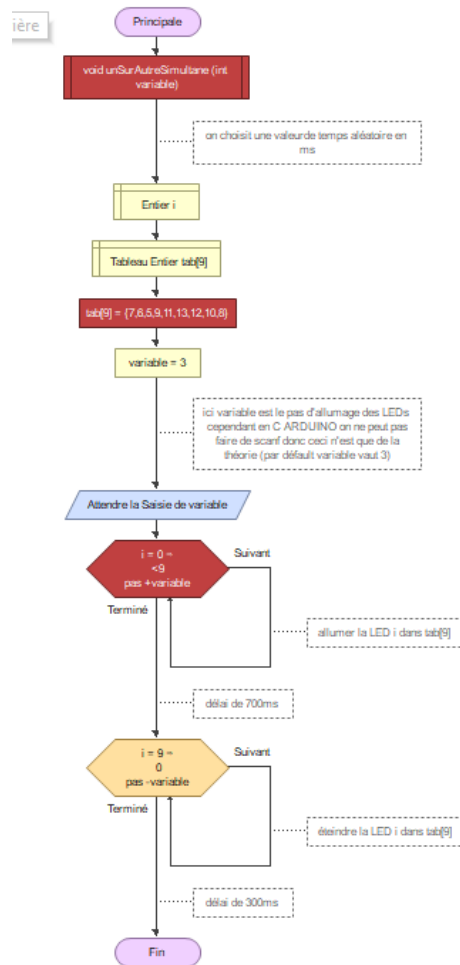 ière
Principale
void unSurAutreSimultane (int
variable)
on choisit une valeurde temps aléatoire en
ms
Entier i
Tableau Entier tab[9]
tab[9] = {7,6,5,9,11,13,12,10,8}
variable = 3
ici variable est le pas d'allumage des LEDs
cependant en C ARDUINO on ne peut pas
faire de scanf donc ceci n'est que de la
théorie (par défault variable vaut 3)
Attendre la Saisie de variable
i = 0 ~
<9
pas +variable
Suivant
Terminé
allumer la LED i dans tab[9]
délai de 700ms
i = 9 ~
0
pas -variable
Suivant
Terminé
éteindre la LED i dans tab[9]
délai de 300ms
Fin